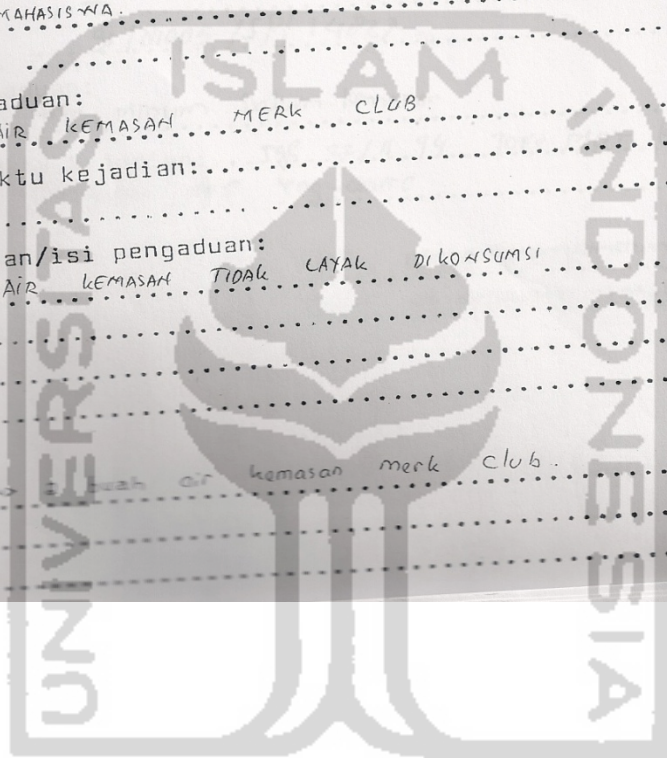 MAHASISWA.
aduan:
AIR KEMASAN MERK CLUB
ktu kejadian:
an/isi pengaduan:
AIR KEMASAN TIDAK LAYAK DIKONSUMSI
buah air kemasan merk club.
UNIVERSITAS
ISLAM
INDONESIA